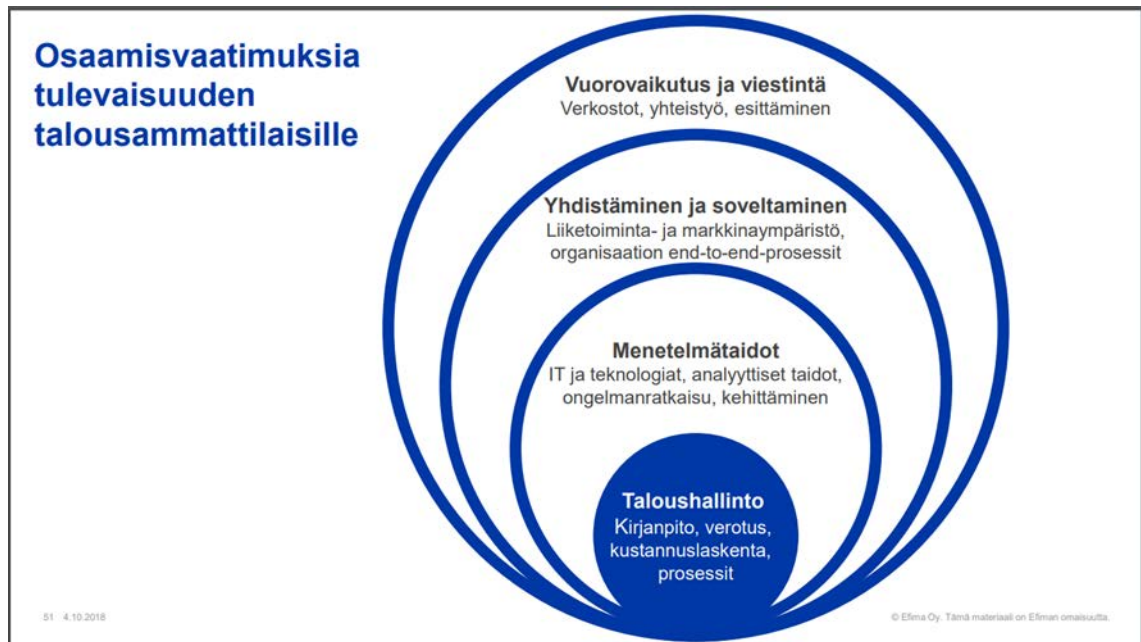 Osaamisvaatimuksia
tulevaisuuden
talousammattilaisille
Vuorovaikutus ja viestintä
Verkostot, yhteistyö, esittäminen
Yhdistäminen ja soveltaminen
Liiketoiminta- ja markkinaympäristö,
organisaation end-to-end-prosessit
Menetelmätaidot
IT ja teknologiat, analyyttiset taidot,
ongelmanratkaisu, kehittäminen
Taloushallinto
Kirjanpito, verotus,
kustannuslaskenta,
prosessit
51 4.10.2018
© Efima Oy. Tämä materiaali on Efiman omaisuutta.